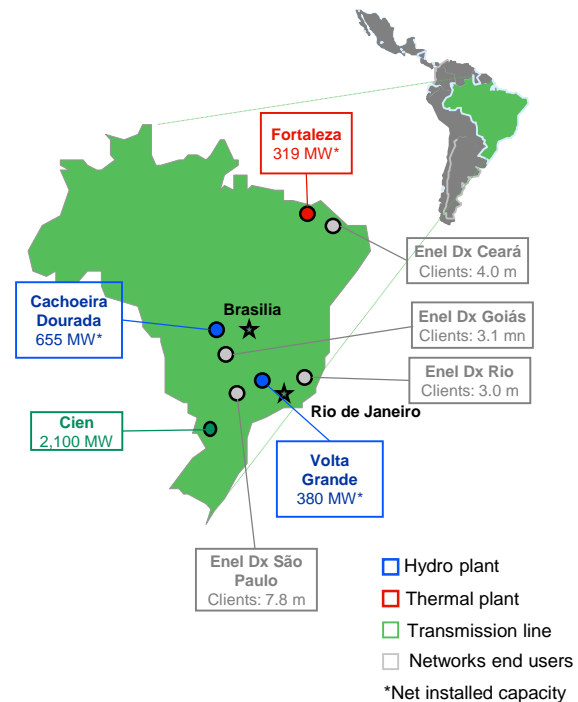 Fortaleza
319 MW*
Enel Dx Ceará
Clients: 4.0 m
Cachoeira
Dourada
655 MW*
Brasilia
Enel Dx Goiás
Clients: 3.1 mn
Enel Dx Rio
Clients: 3.0 m
Rio de Janeiro
Cien
2,100 MW
Volta
Grande
380 MW*
Enel Dx São
Paulo
Clients: 7.8 m
Hydro plant
Thermal plant
Transmission line
Networks end users
*Net installed capacity